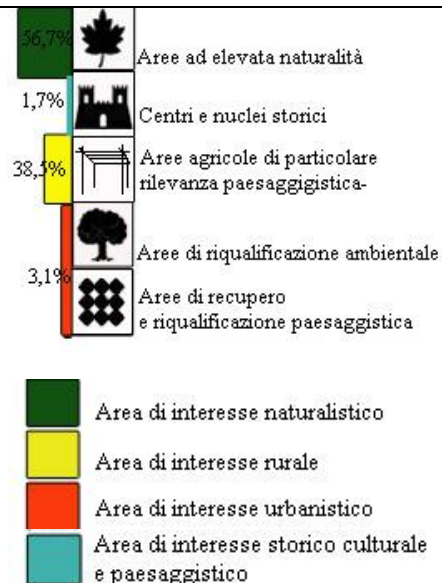 56,7%
Aree ad elevata naturalità
1,7%
Centri e nuclei storici
38,5%
Aree agricole di particolare
rilevanza paesaggigistica-
Aree di riqualificazione ambientale
3,1%
Aree di recupero
e riqualificazione paesaggistica
Area di interesse naturalistico
Area di interesse rurale
Area di interesse urbanistico
Area di interesse storico culturale
e paesaggistico